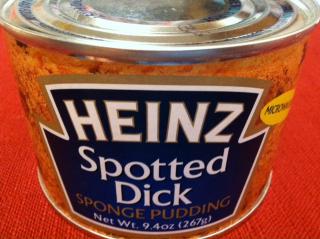 HEINZ
Spotted
Dick
SPONGE PUDDING
Net Wt. 9.4oz (267g)